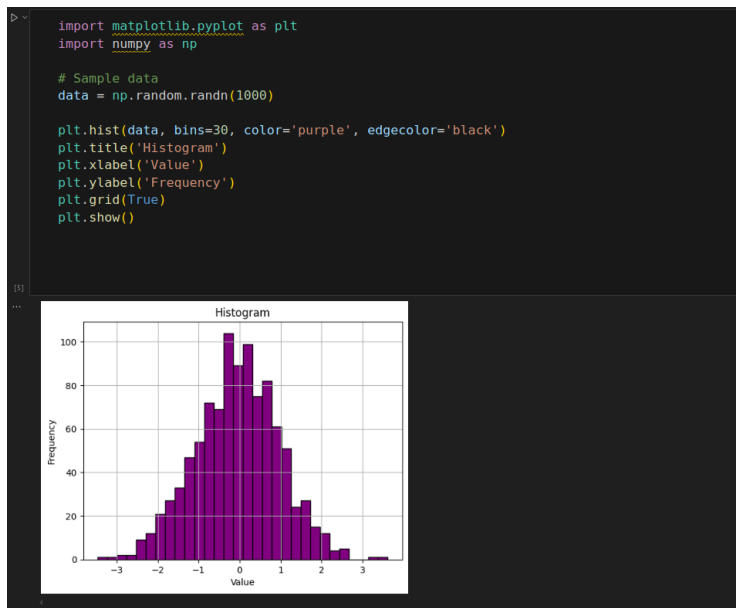 import matplotlib.pyplot as plt
import numpy as np
# Sample data
data = np.random.randn(1000)
plt.hist(data, bins=30, color='purple', edgecolor='black')
plt.title('Histogram')
plt.xlabel('Value')
plt.ylabel('Frequency')
plt.grid(True)
plt.show()
[5]
...
Histogram
Frequency
100
80
60
40
20
0
−3 −2 −1 0 1 2 3
Value